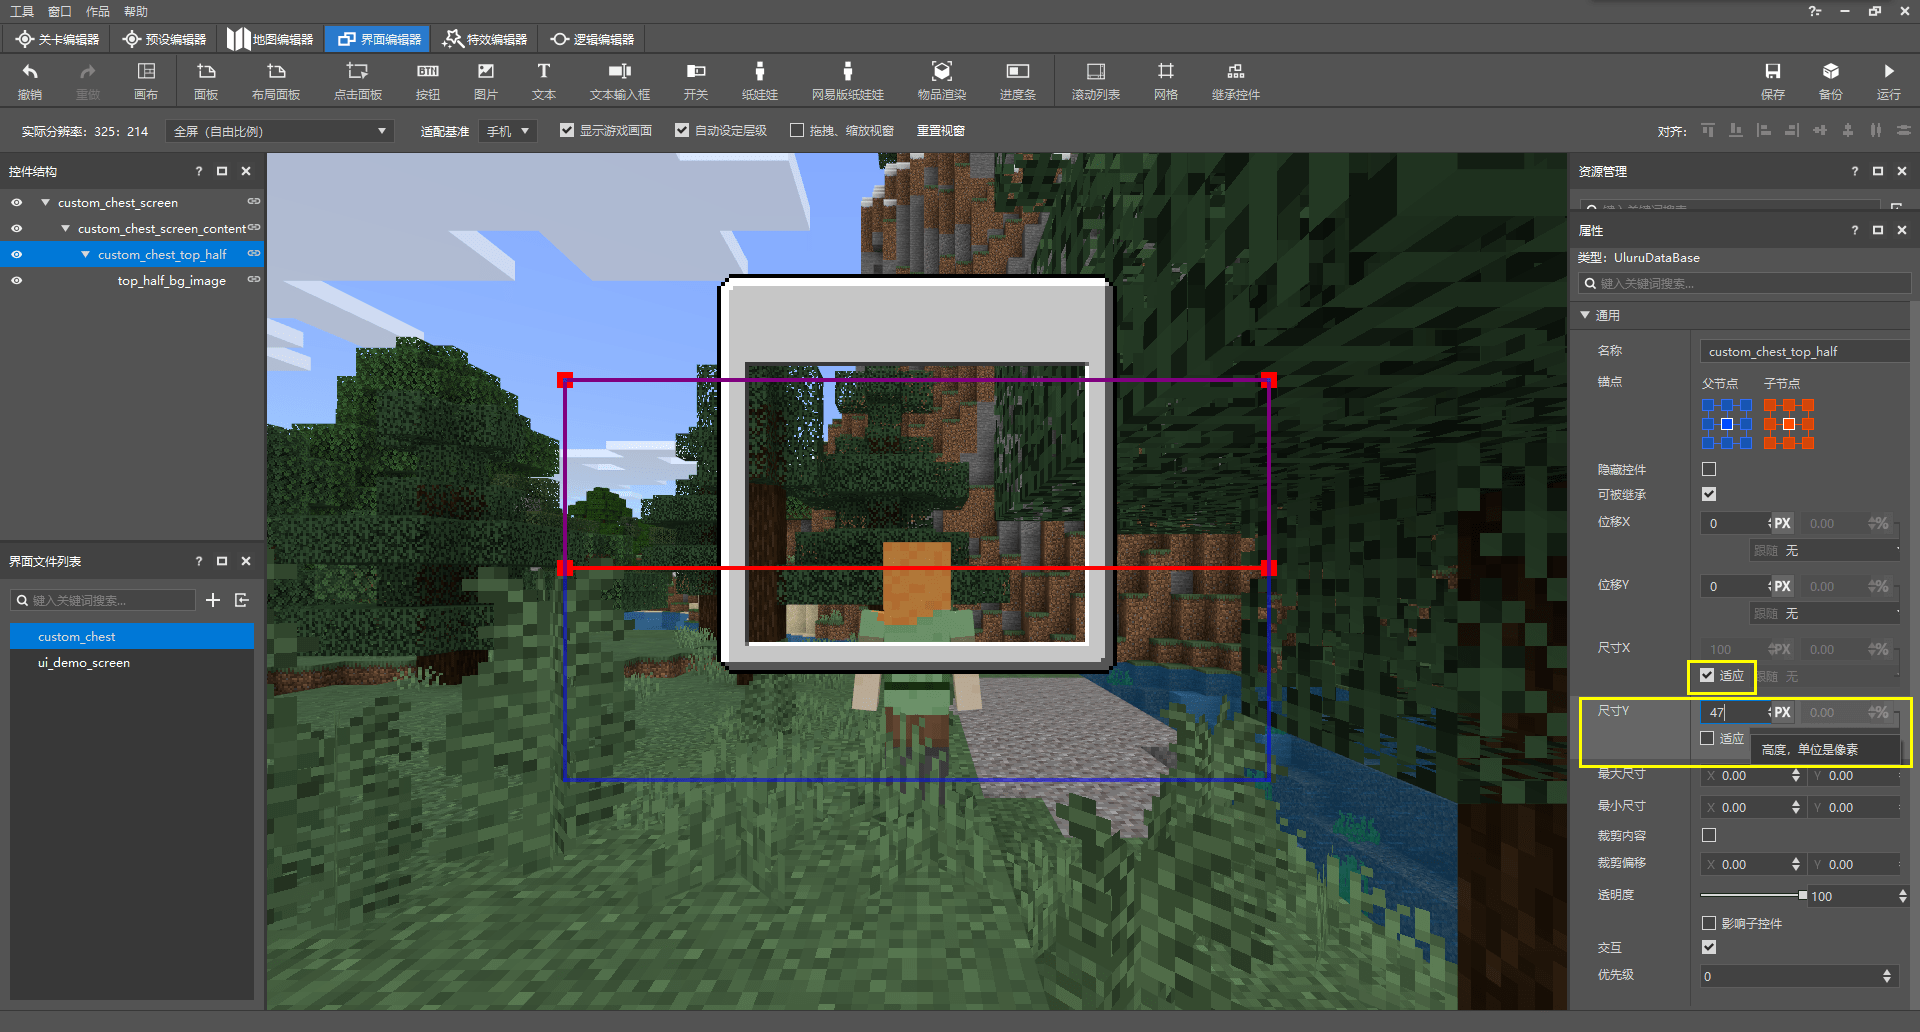 工具 窗口 作品 帮助
关卡编辑器 预设编辑器 地图编辑器 界面编辑器 特效编辑器 逻辑编辑器
撤销 重做 画布 面板 布局面板 点击面板 按钮 图片 文本 文本输入框 开关 纸娃娃 网易版纸娃娃 物品渲染 进度条 滚动列表 网格 继承控件 保存 备份 运行
实际分辨率：325：214 全屏（自由比例） 适配基准 手机 显示游戏画面 自动设定层级 拖拽、缩放视窗 重置视窗 对齐：
控件结构
custom_chest_screen
custom_chest_screen_content
custom_chest_top_half
top_half_bg_image
界面文件列表
键入关键词搜索...
custom_chest
ui_demo_screen
资源管理
键入关键词搜索...
属性
类型：UluruDataBase
键入关键词搜索...
通用
名称 custom_chest_top_half
锚点 父节点 子节点
隐藏控件
可被继承
位移X 0 PX 0.00 %
跟随 无
位移Y 0 PX 0.00 %
跟随 无
尺寸X 100 PX 0.00 %
适应 跟随 无
尺寸Y 47 PX 0.00 %
适应 高度，单位是像素
最大尺寸 X 0.00 Y 0.00
最小尺寸 X 0.00 Y 0.00
裁剪内容
裁剪偏移 X 0.00 Y 0.00
透明度 100
影响子控件
交互
优先级 0